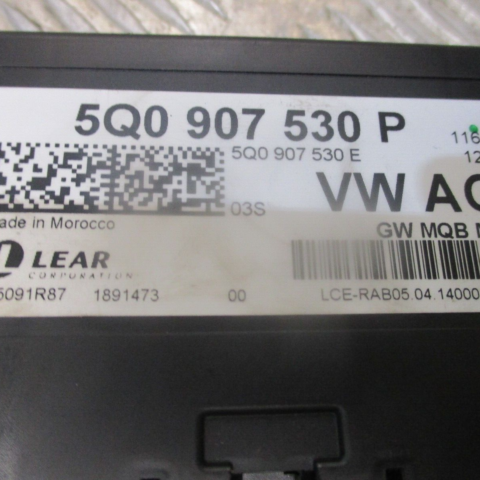 5Q0 907 530 P
116
5Q0 907 530 E
12
03S
VW AG
ade in Morocco
GW MQB
LEAR
CORPORATION
5091R87 1891473 00 LCE-RAB05.04.14000